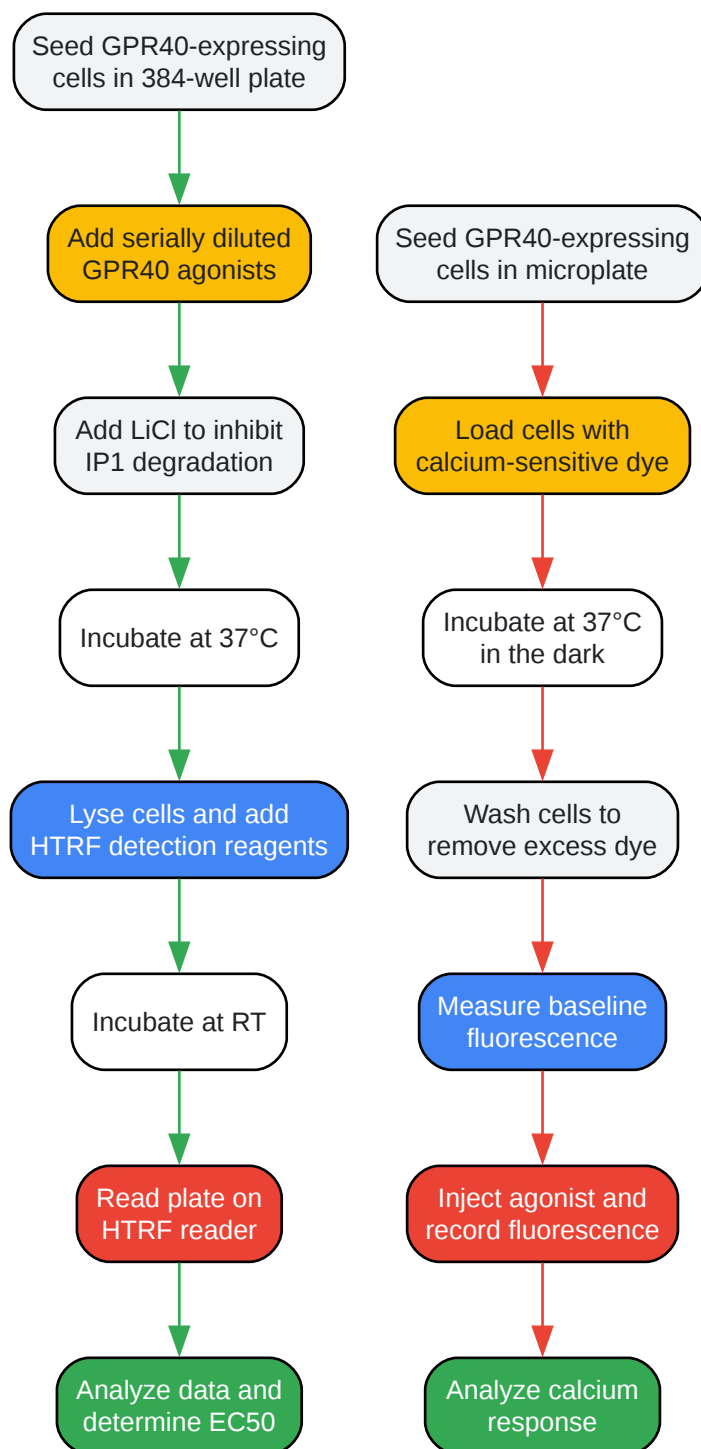 Seed GPR40-expressing
cells in 384-well plate
Add serially diluted
GPR40 agonists
Add LiCl to inhibit
IP1 degradation
Incubate at 37°C
Lyse cells and add
HTRF detection reagents
Incubate at RT
Read plate on
HTRF reader
Analyze data and
determine EC50
Seed GPR40-expressing
cells in microplate
Load cells with
calcium-sensitive dye
Incubate at 37°C
in the dark
Wash cells to
remove excess dye
Measure baseline
fluorescence
Inject agonist and
record fluorescence
Analyze calcium
response